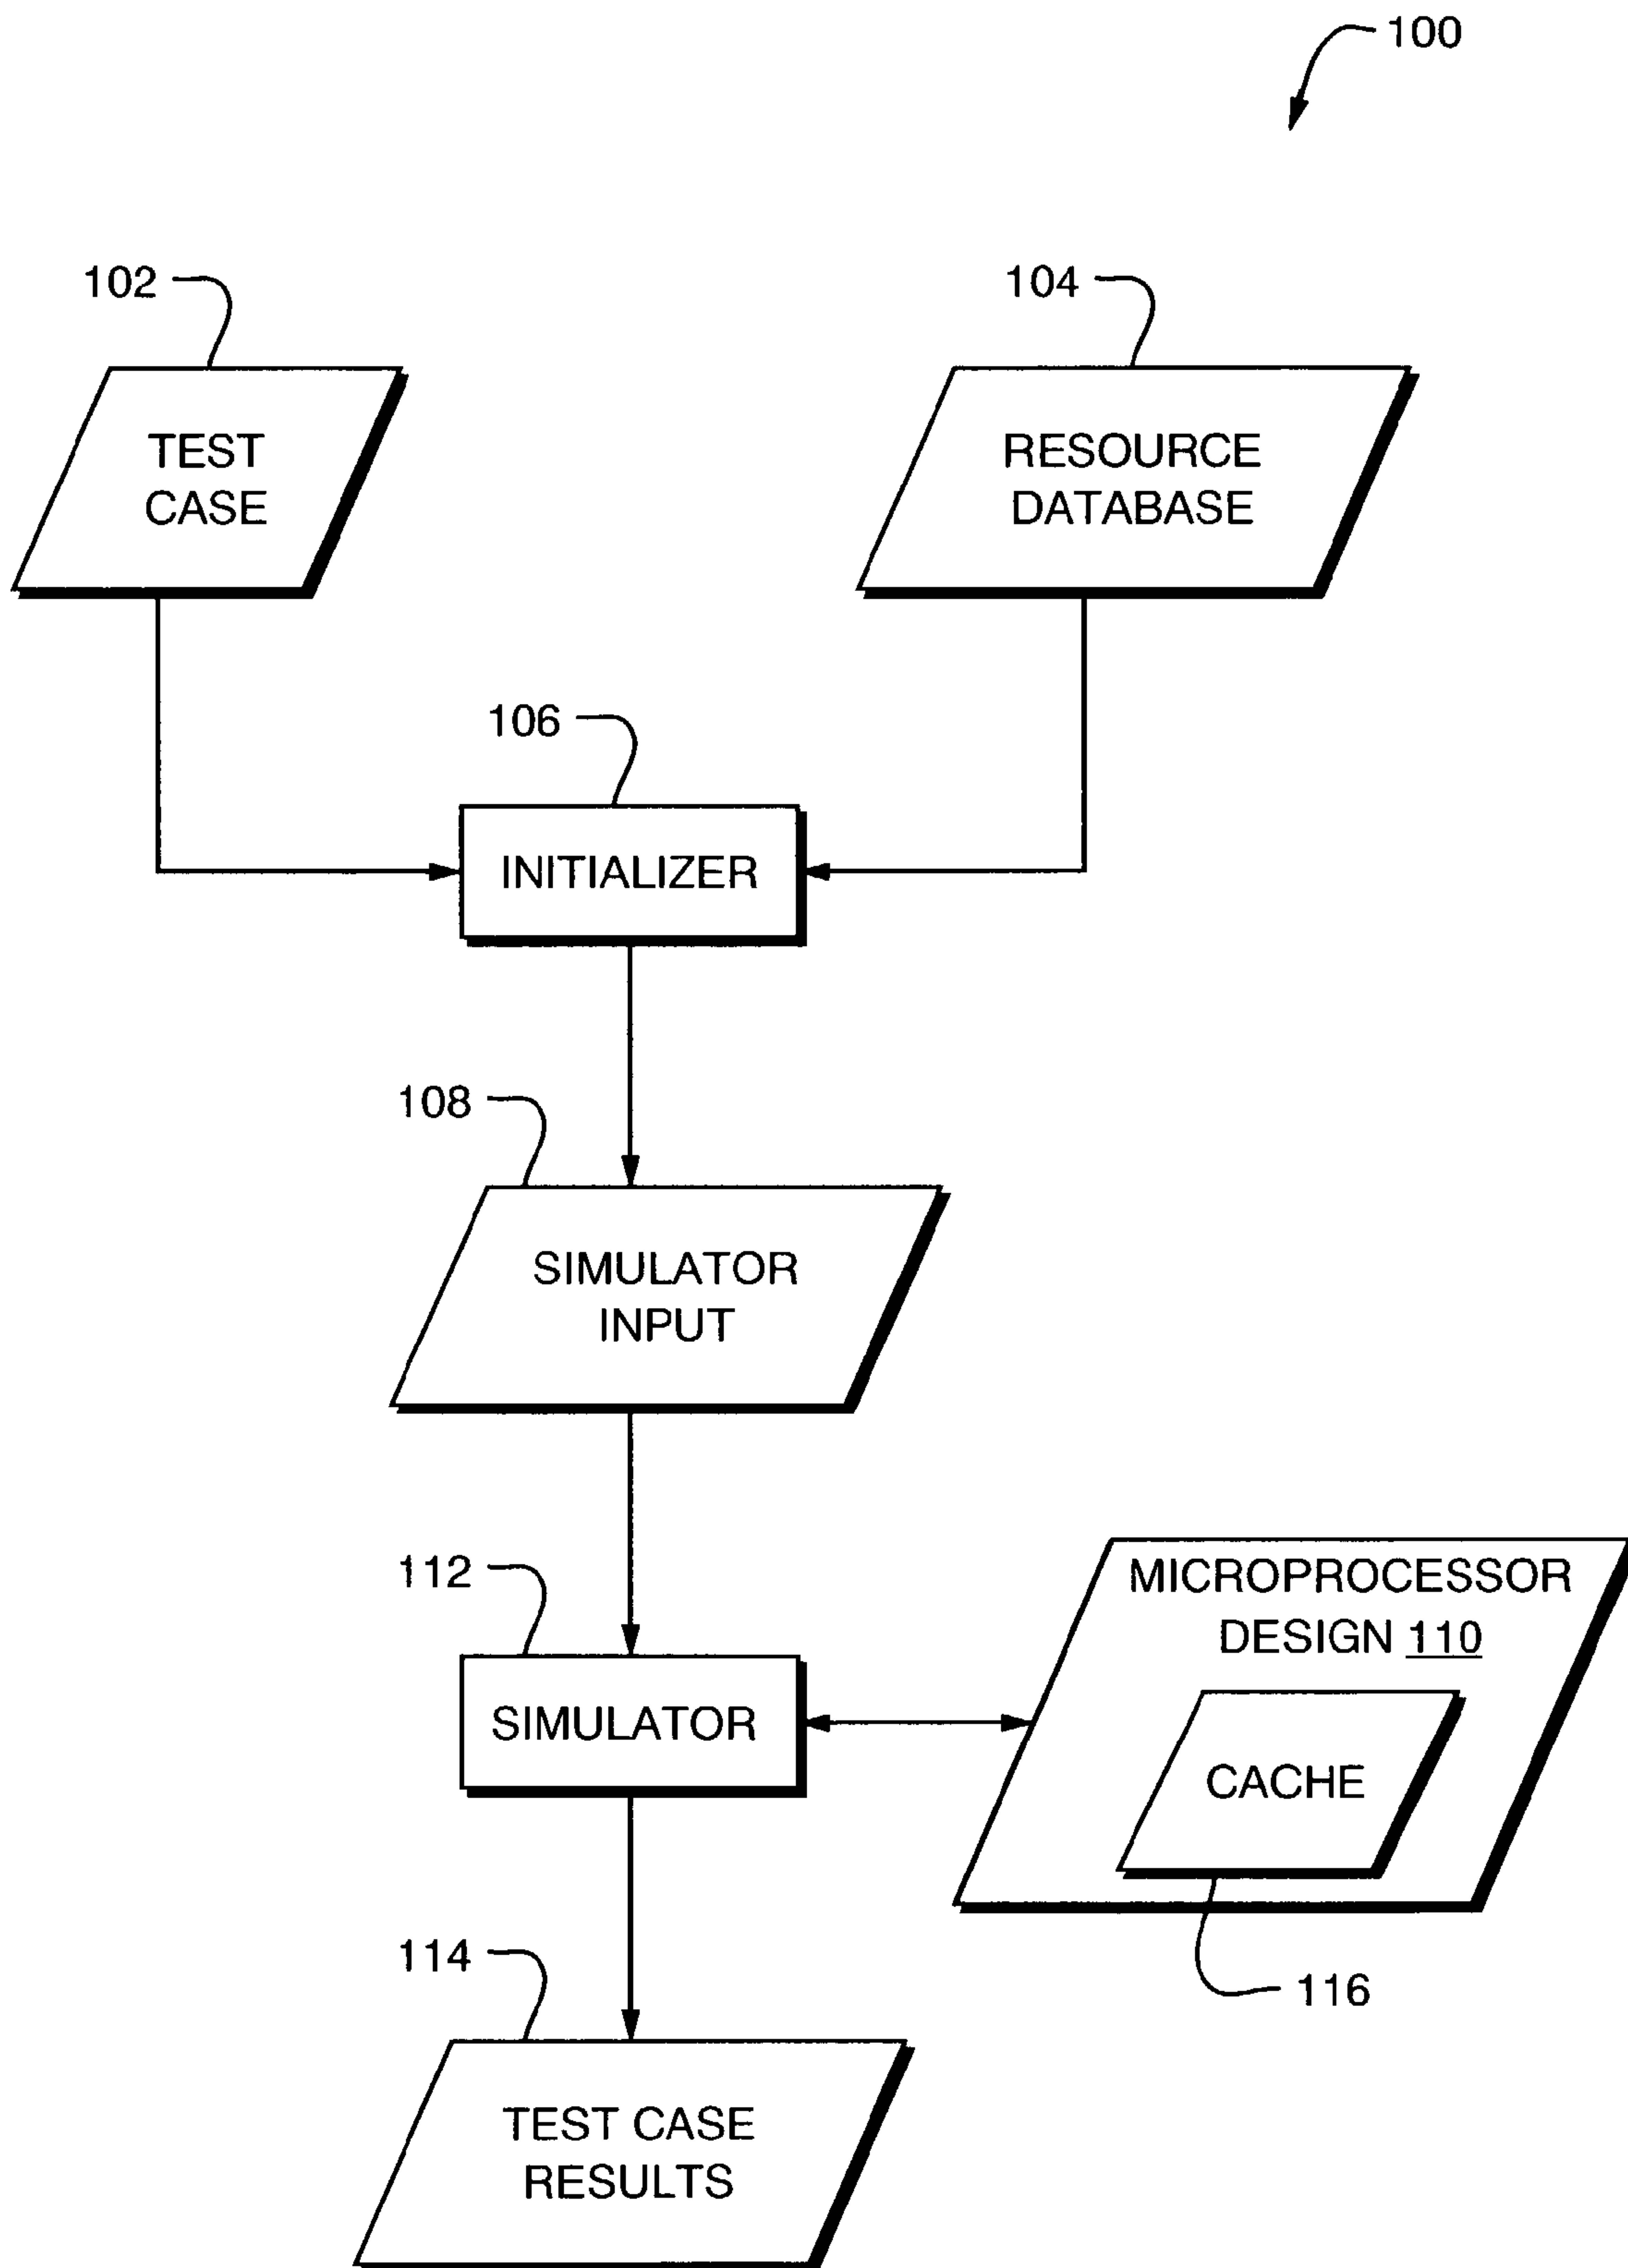 100
102
104
TEST
CASE
RESOURCE
DATABASE
106
INITIALIZER
108
SIMULATOR
INPUT
112
MICROPROCESSOR
DESIGN 110
SIMULATOR
CACHE
114
116
TEST CASE
RESULTS